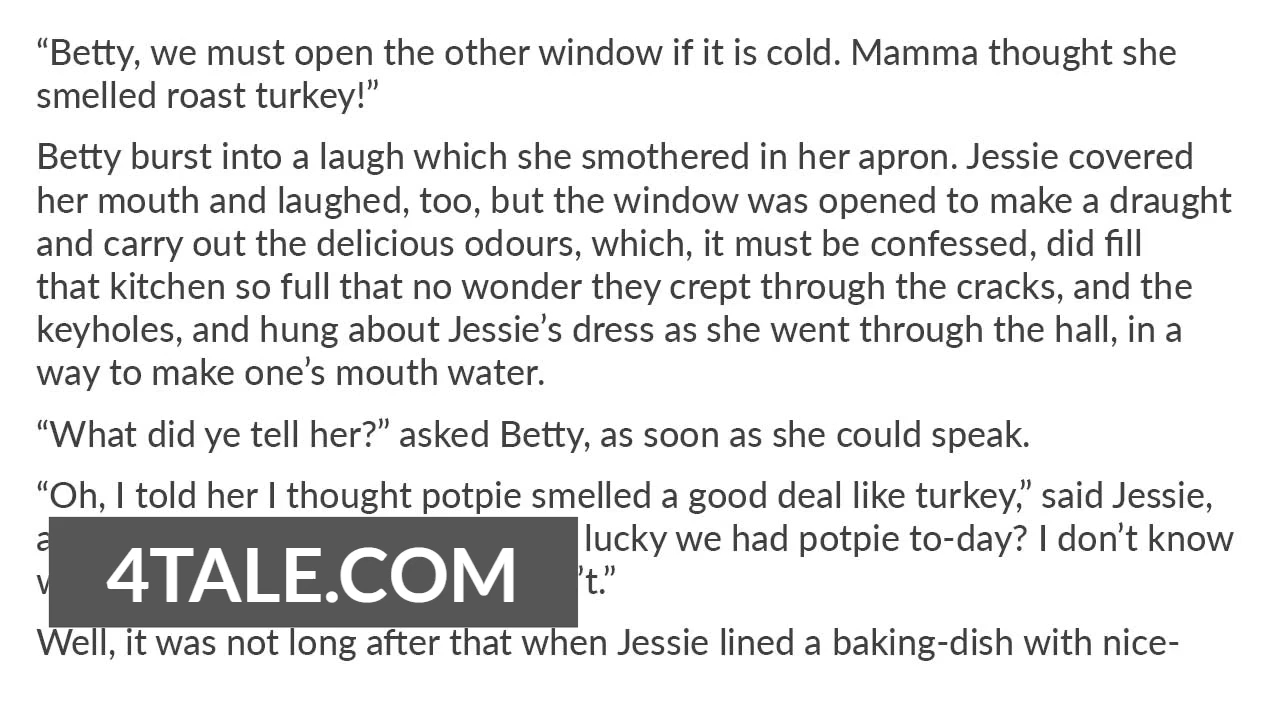 “Betty, we must open the other window if it is cold. Mamma thought she
smelled roast turkey!”
Betty burst into a laugh which she smothered in her apron. Jessie covered
her mouth and laughed, too, but the window was opened to make a draught
and carry out the delicious odours, which, it must be confessed, did fill
that kitchen so full that no wonder they crept through the cracks, and the
keyholes, and hung about Jessie’s dress as she went through the hall, in a
way to make one’s mouth water.
“What did ye tell her?” asked Betty, as soon as she could speak.
“Oh, I told her I thought potpie smelled a good deal like turkey,” said Jessie,
lucky we had potpie to-day? I don’t know
’t.”
4TALE.COM
Well, it was not long after that when Jessie lined a baking-dish with nice-